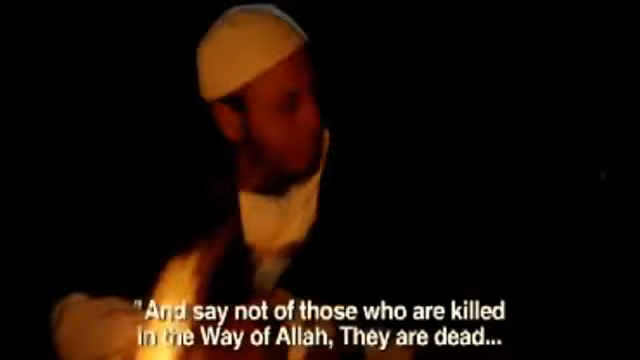 "And say not of those who are killed
in the Way of Allah, They are dead...